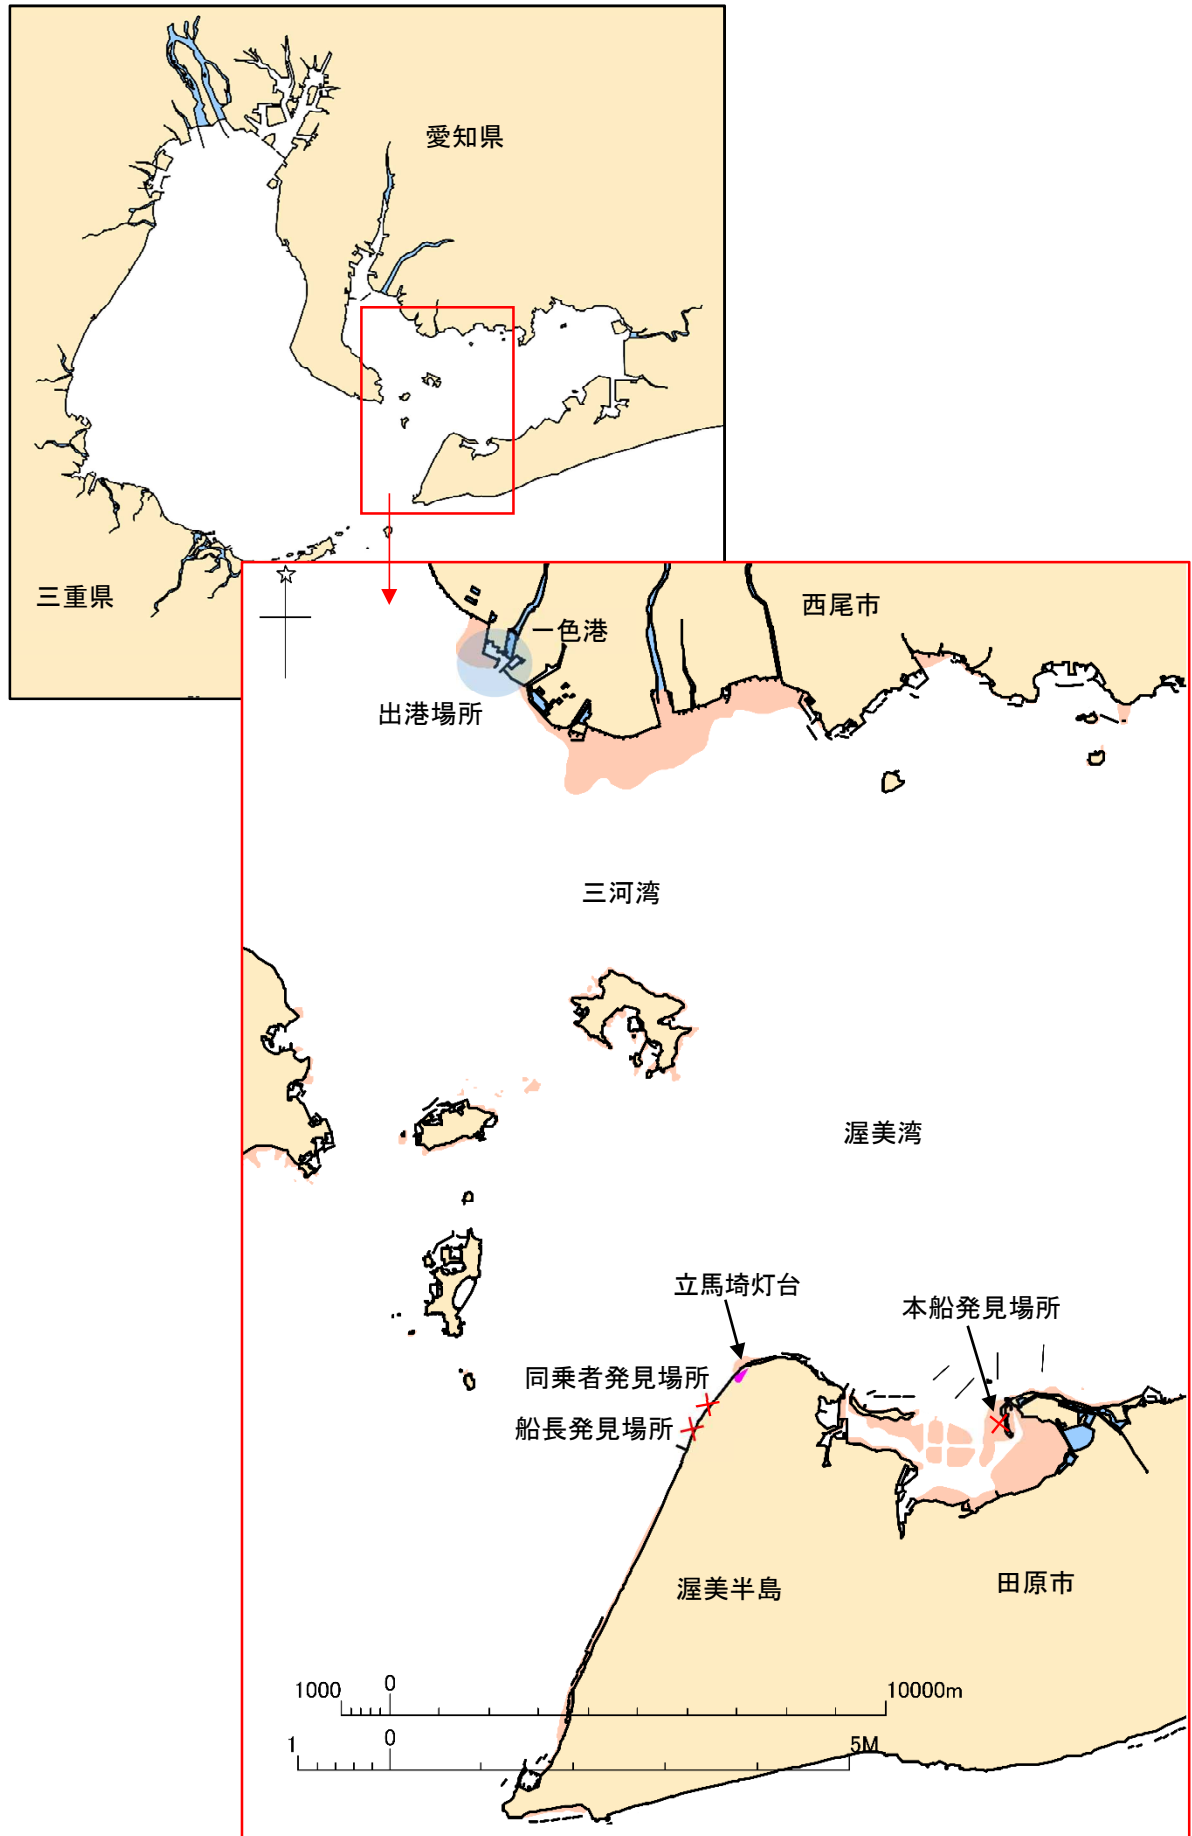 愛知県
三重県
西尾市
一色港
出港場所
三河湾
渥美湾
立馬埼灯台
本船発見場所
同乗者発見場所
船長発見場所
渥美半島
田原市
1000 0 10000m
1 0 5M